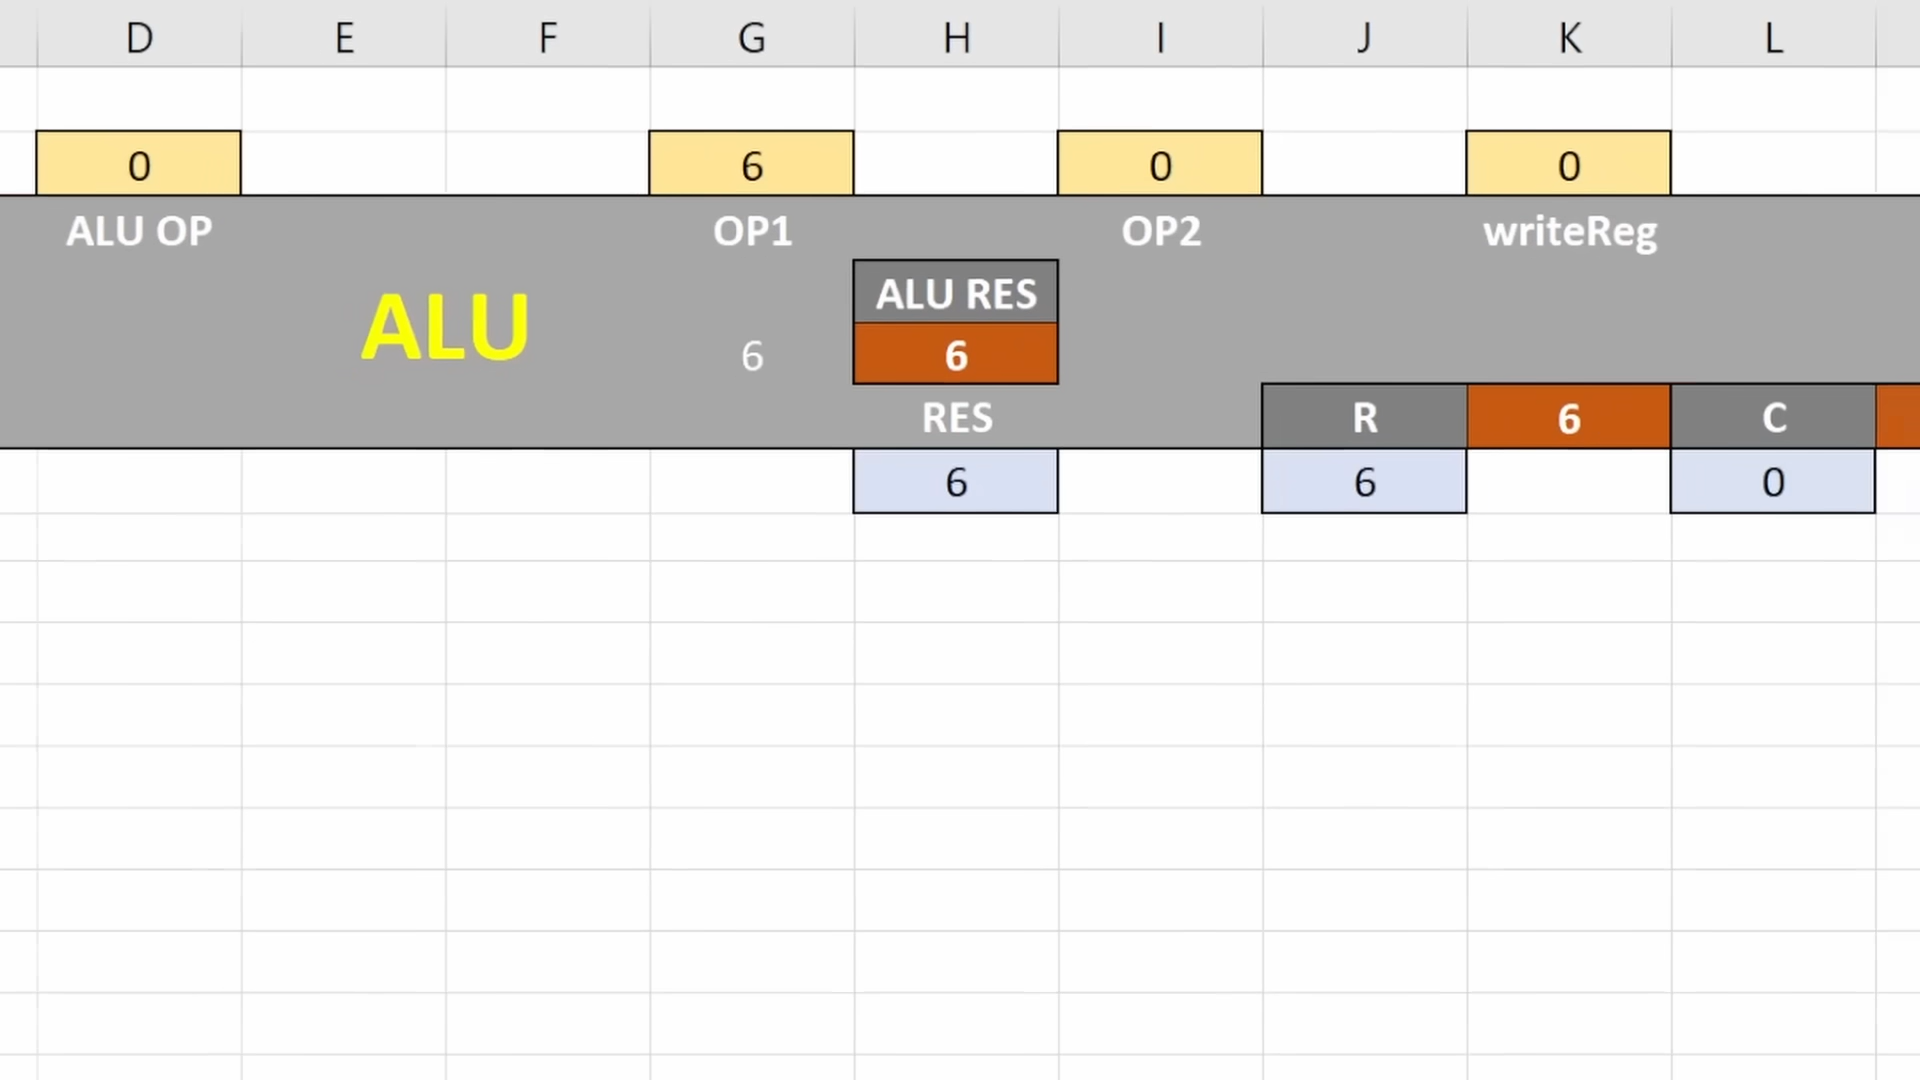 D E F G H I J K L
0 6 0 0
ALU OP OP1 OP2 writeReg
ALU RES
ALU
6 6
RES R 6 C
6 6 0